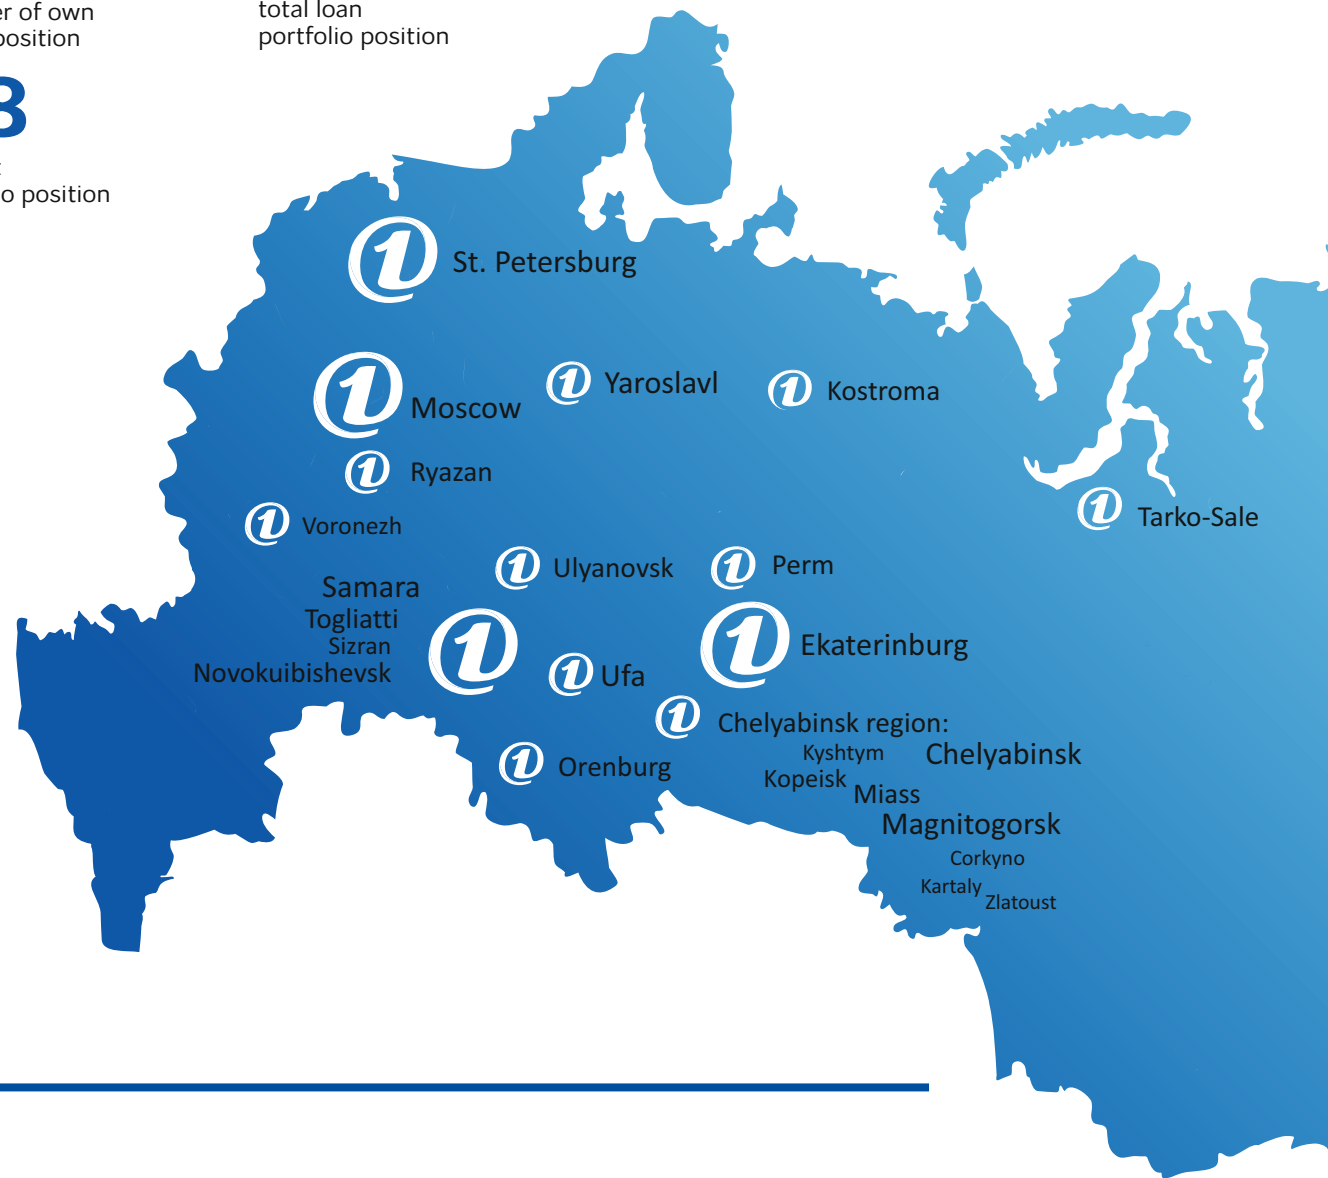 er of own
position
total loan
portfolio position
3
o position
St. Petersburg
Yaroslavl
Kostroma
Moscow
Ryazan
Tarko-Sale
Voronezh
Ulyanovsk
Perm
Samara
Togliatti
Sizran
Novokuibishevsk
Ekaterinburg
Ufa
Chelyabinsk region:
Kyshtym
Chelyabinsk
Orenburg
Kopeisk
Miass
Magnitogorsk
Corkyno
Kartaly
Zlatoust